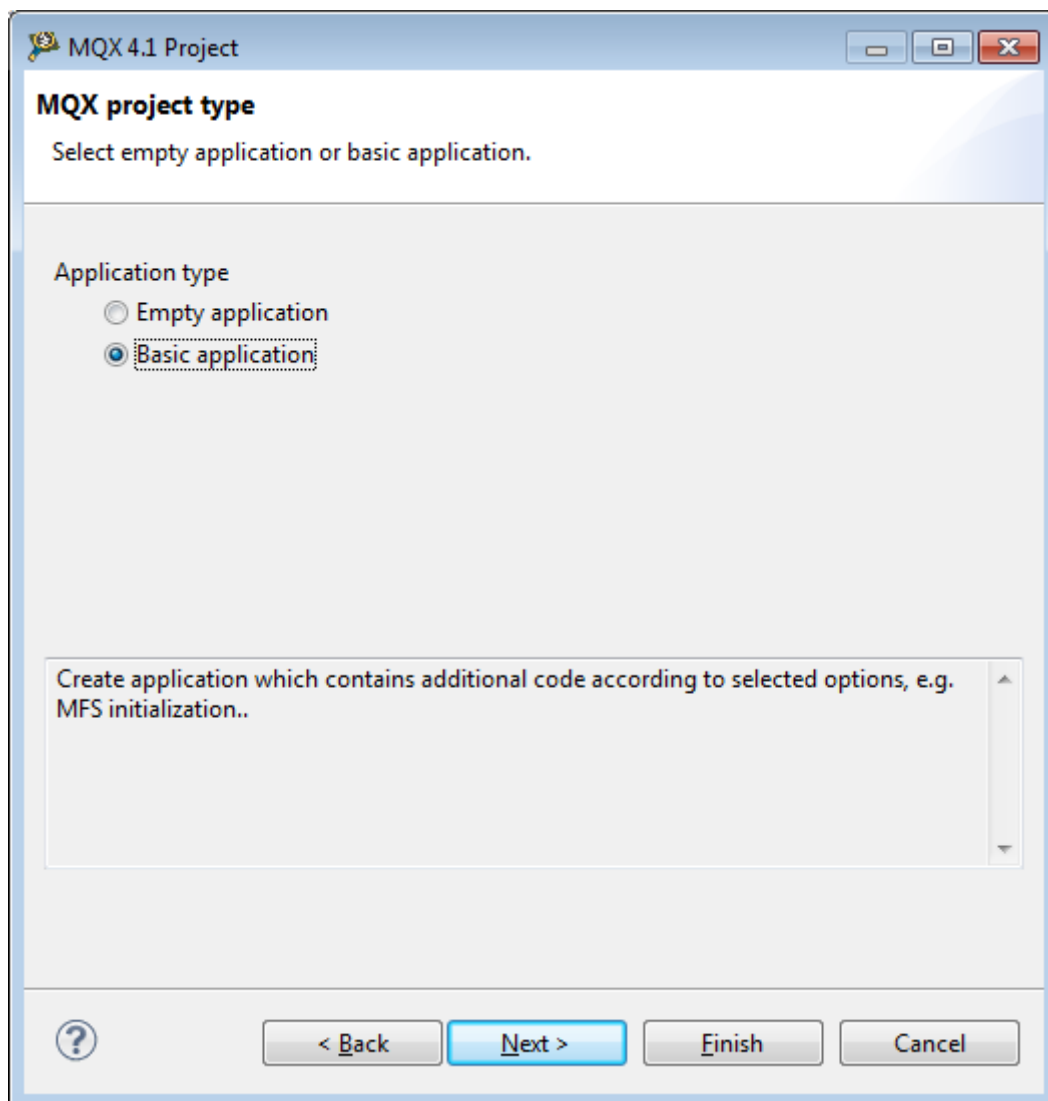 MQX 4.1 Project
MQX project type
Select empty application or basic application.
Application type
Empty application
Basic application
Create application which contains additional code according to selected options, e.g.
MFS initialization..
?
< Back
Next >
Finish
Cancel